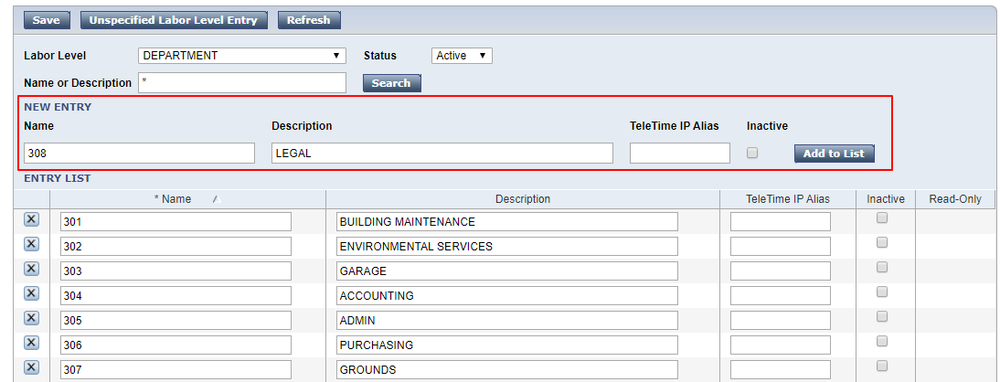 Save Unspecified Labor Level Entry Refresh
Labor Level DEPARTMENT Status Active
Name or Description * Search
NEW ENTRY
Name Description TeleTime IP Alias Inactive
308 LEGAL Add to List
ENTRY LIST
* Name Description TeleTime IP Alias Inactive Read-Only
X 301 BUILDING MAINTENANCE
X 302 ENVIRONMENTAL SERVICES
X 303 GARAGE
X 304 ACCOUNTING
X 305 ADMIN
X 306 PURCHASING
X 307 GROUNDS